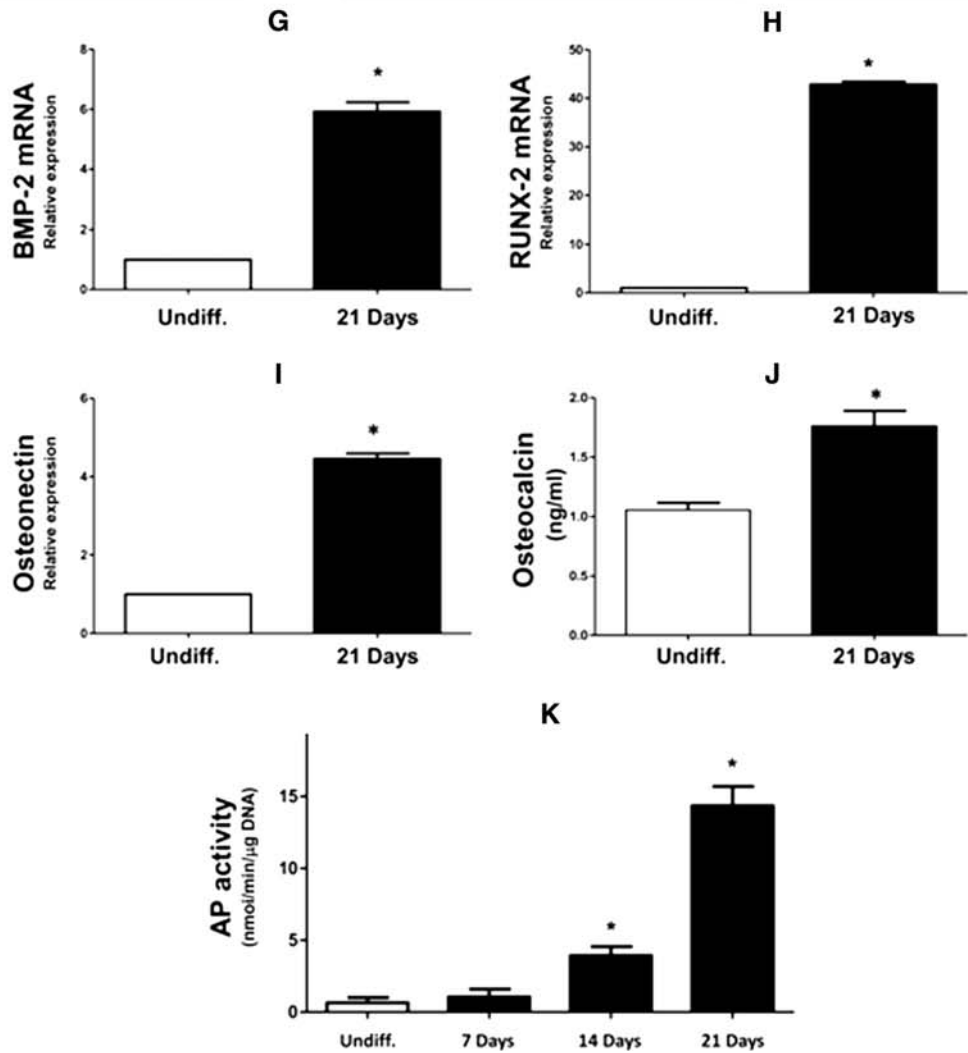 G
BMP-2 mRNA
Relative expression
8
6
4
2
0
*
Undiff.
21 Days
H
RUNX-2 mRNA
Relative expression
50
40
30
20
10
0
*
Undiff.
21 Days
I
Osteonectin
Relative expression
6
4
2
0
*
Undiff.
21 Days
J
Osteocalcin
(ng/ml)
2.0
1.5
1.0
0.5
0.0
*
Undiff.
21 Days
K
AP activity
(nmol/min/μg DNA)
15
10
5
0
*
*
Undiff.
7 Days
14 Days
21 Days